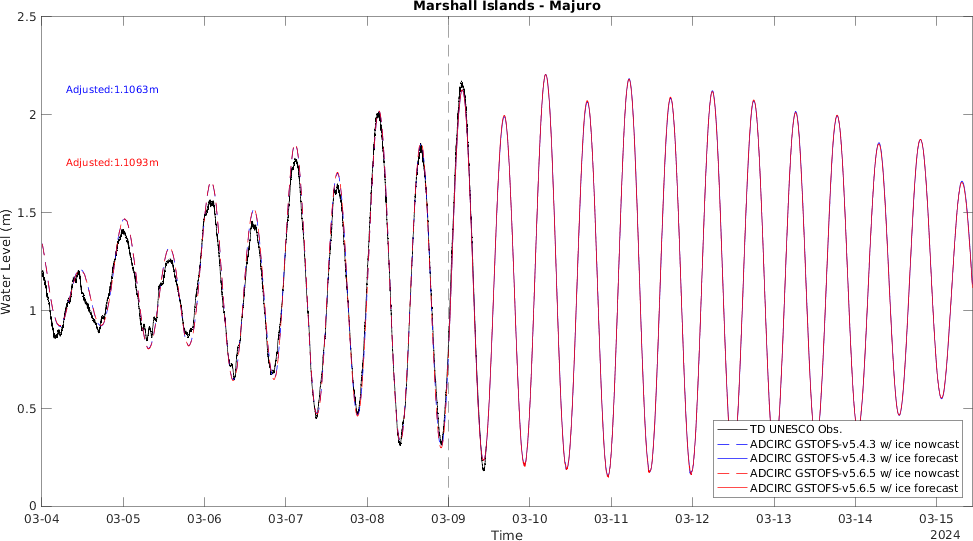 Marshall Islands - Majuro
2.5
2
1.5
1
0.5
0
Water Level (m)
Adjusted:1.1063m
Adjusted:1.1093m
TD UNESCO Obs.
ADCIRC GSTOFS-v5.4.3 w/ ice nowcast
ADCIRC GSTOFS-v5.4.3 w/ ice forecast
ADCIRC GSTOFS-v5.6.5 w/ ice nowcast
ADCIRC GSTOFS-v5.6.5 w/ ice forecast
03-04 03-05 03-06 03-07 03-08 03-09 03-10 03-11 03-12 03-13 03-14 03-15
Time
2024